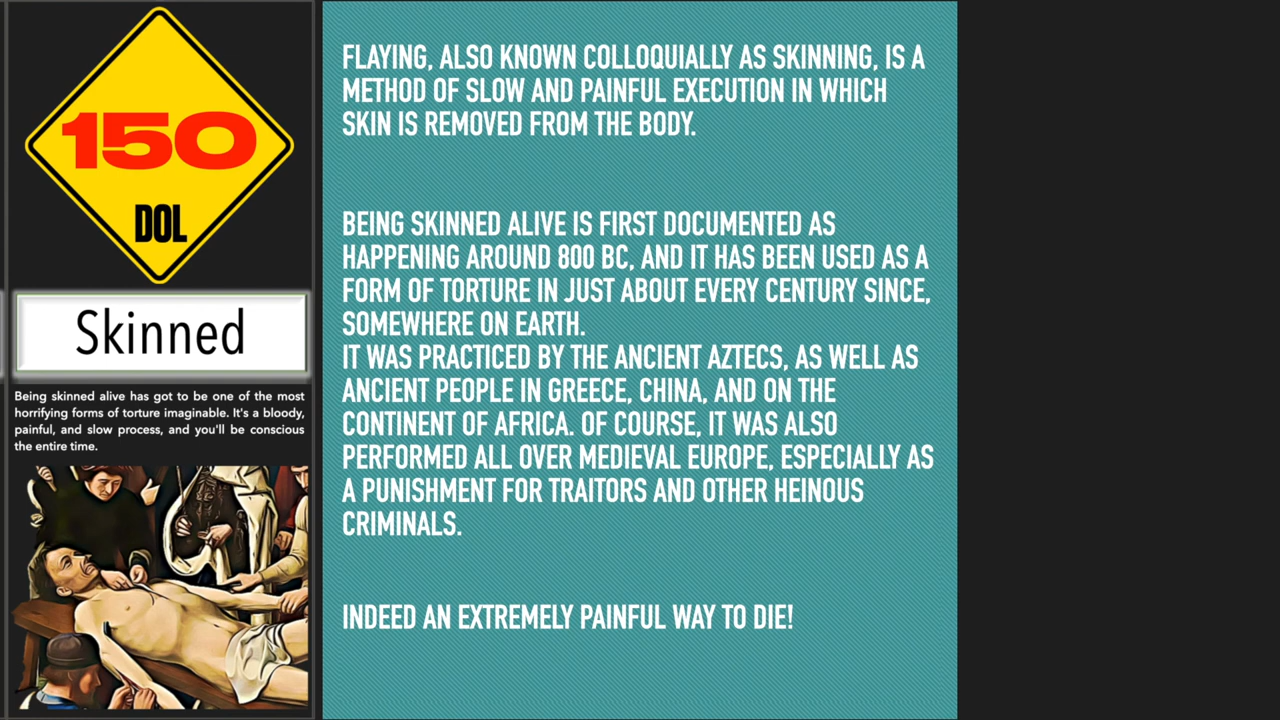 150
DOL
Skinned
Being skinned alive has got to be one of the most
horrifying forms of torture imaginable. It's a bloody,
painful, and slow process, and you'll be conscious
the entire time.
FLAYING, ALSO KNOWN COLLOQUIALLY AS SKINNING, IS A
METHOD OF SLOW AND PAINFUL EXECUTION IN WHICH
SKIN IS REMOVED FROM THE BODY.
BEING SKINNED ALIVE IS FIRST DOCUMENTED AS
HAPPENING AROUND 800 BC, AND IT HAS BEEN USED AS A
FORM OF TORTURE IN JUST ABOUT EVERY CENTURY SINCE,
SOMEWHERE ON EARTH.
IT WAS PRACTICED BY THE ANCIENT AZTECS, AS WELL AS
ANCIENT PEOPLE IN GREECE, CHINA, AND ON THE
CONTINENT OF AFRICA. OF COURSE, IT WAS ALSO
PERFORMED ALL OVER MEDIEVAL EUROPE, ESPECIALLY AS
A PUNISHMENT FOR TRAITORS AND OTHER HEINOUS
CRIMINALS.
INDEED AN EXTREMELY PAINFUL WAY TO DIE!